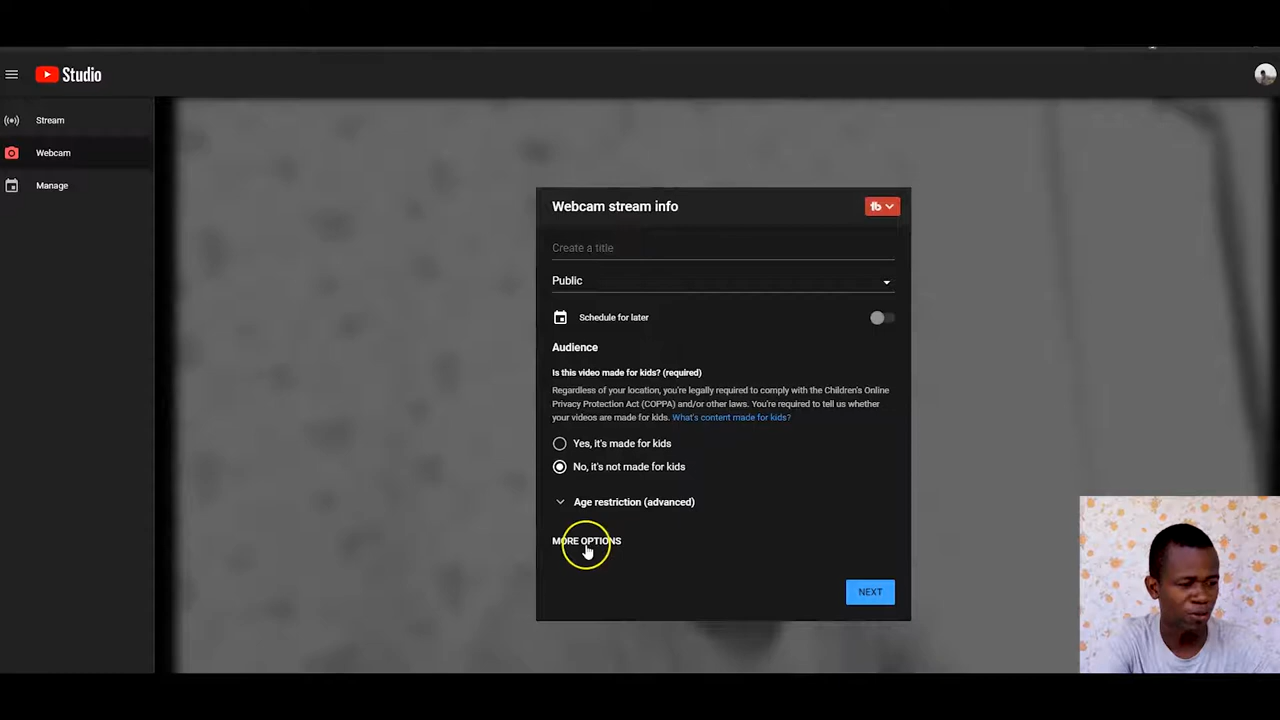 Studio
Stream
Webcam
Manage
Webcam stream info
Create a title
Public
Schedule for later
Audience
Is this video made for kids? (required)
Regardless of your location, you're legally required to comply with the Children's Online
Privacy Protection Act (COPPA) and/or other laws. You're required to tell us whether
your videos are made for kids. What's content made for kids?
Yes, it's made for kids
No, it's not made for kids
Age restriction (advanced)
MORE OPTIONS
NEXT